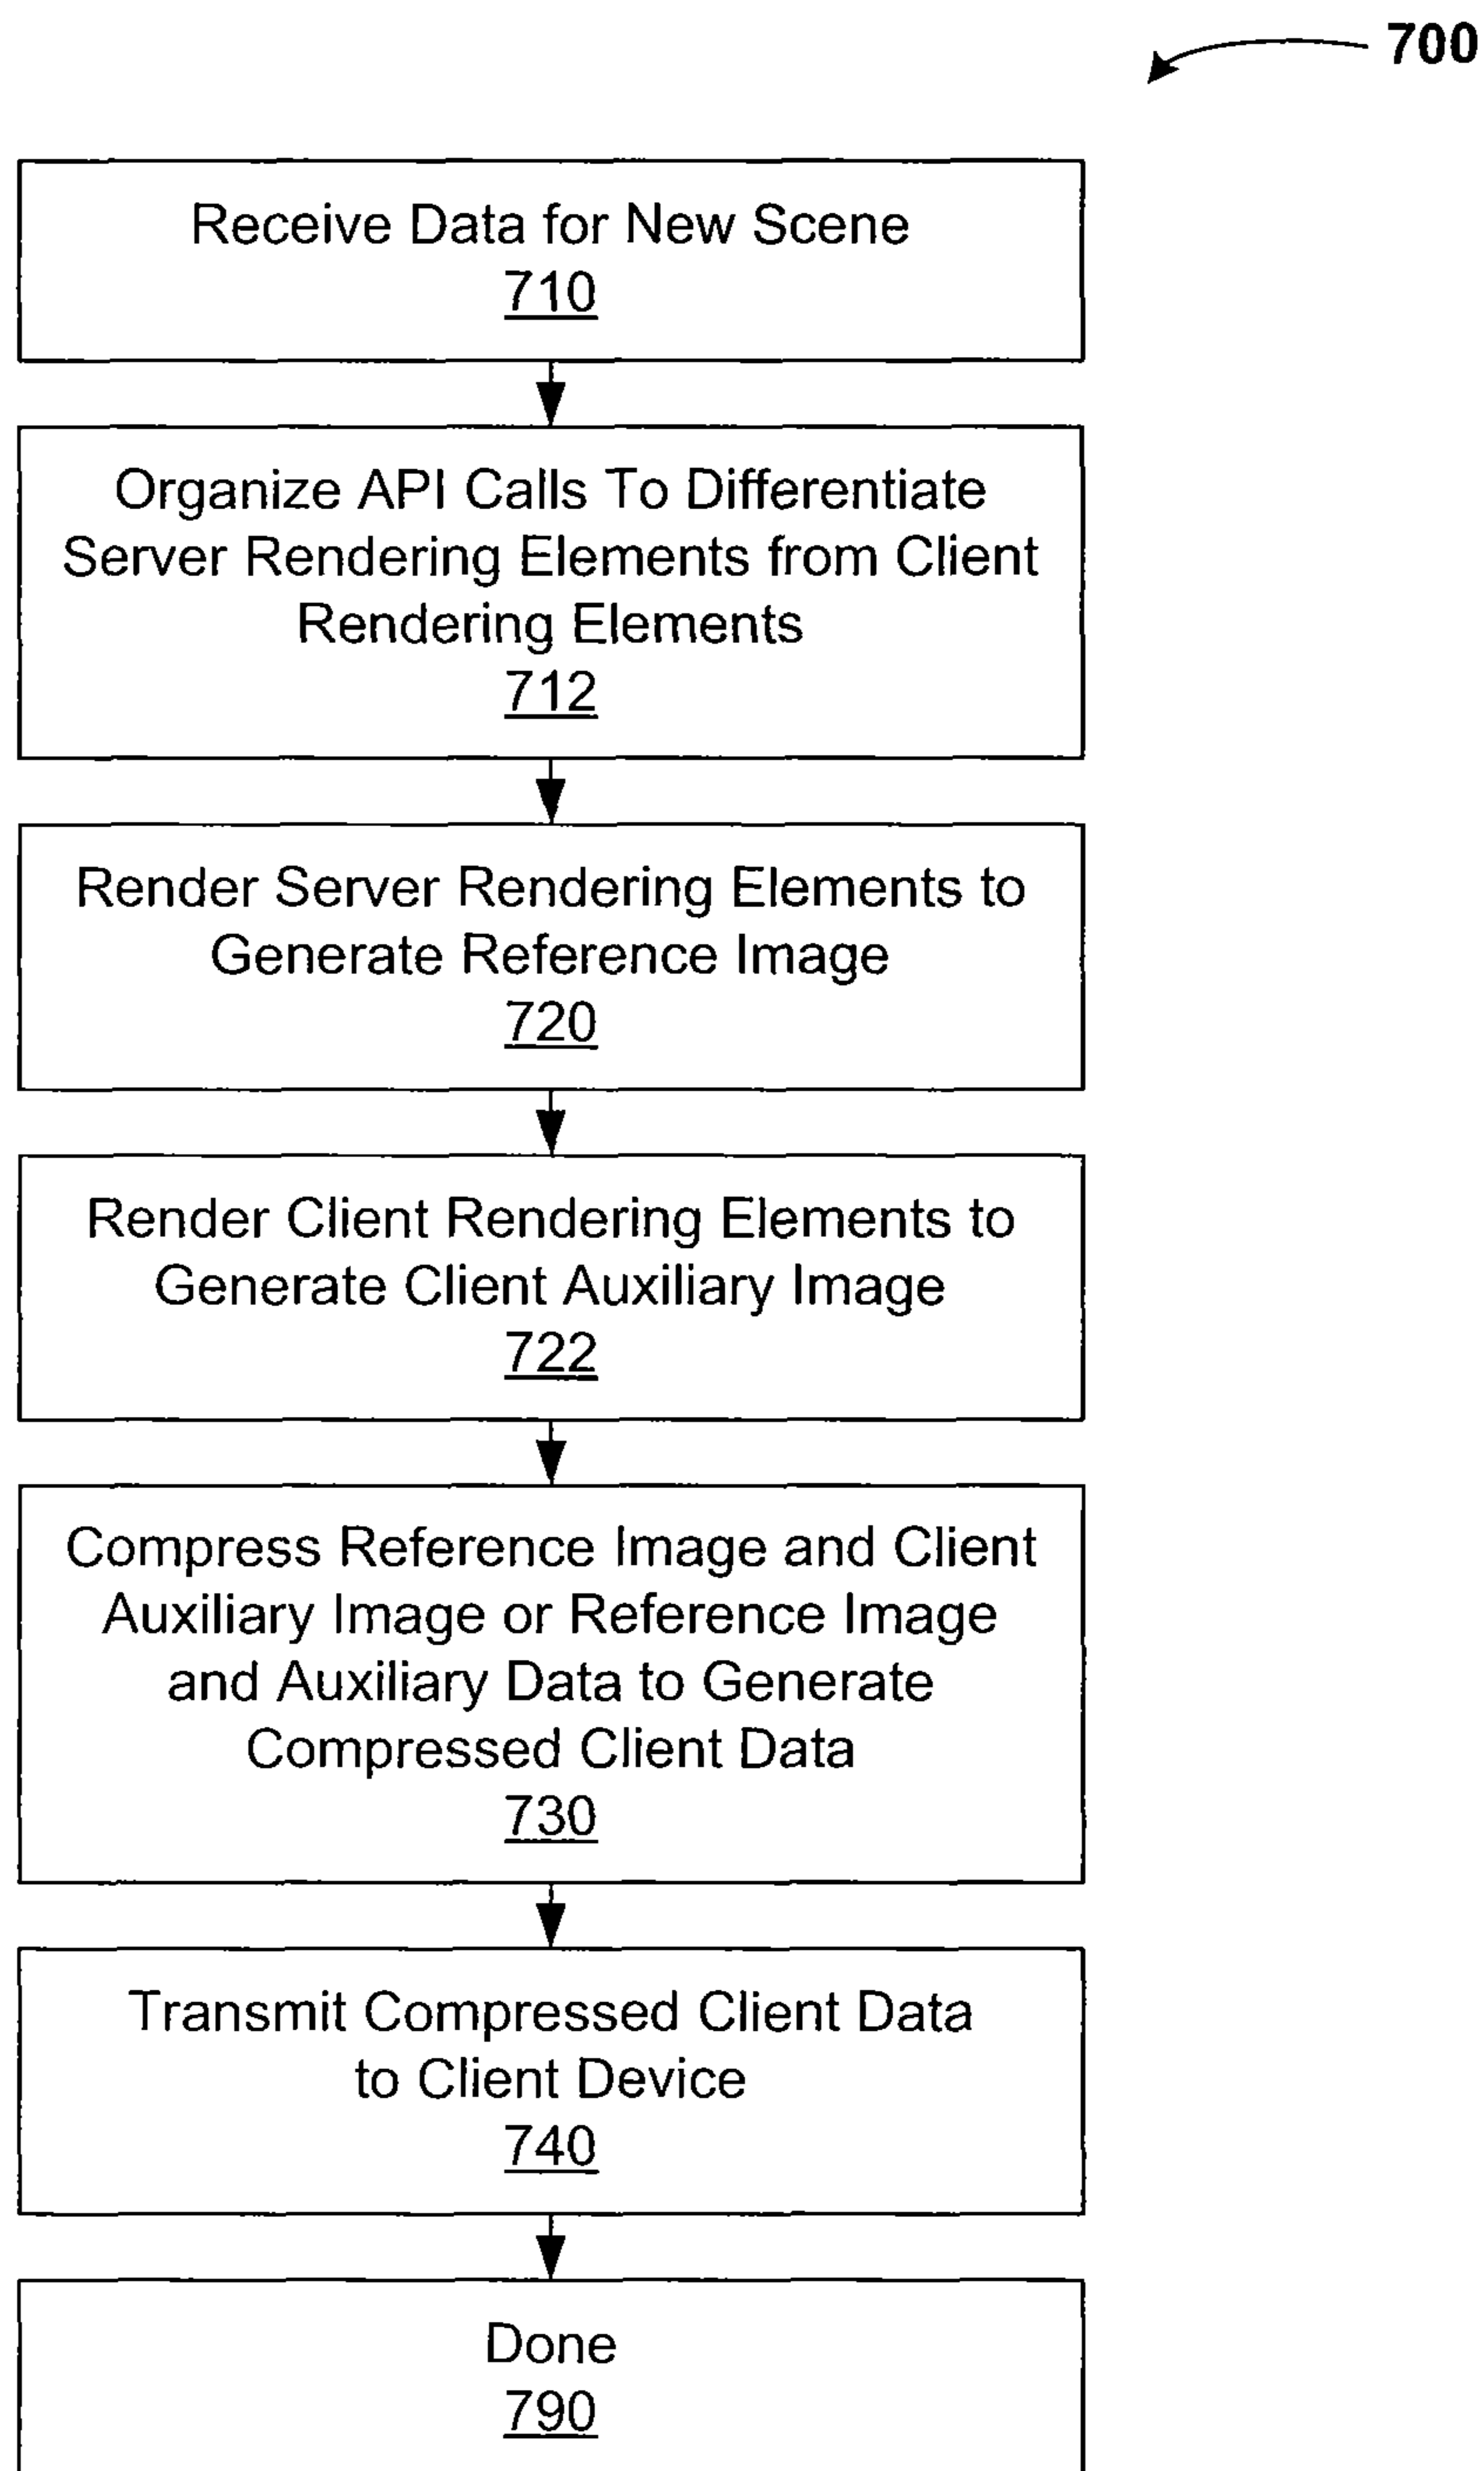 700
Receive Data for New Scene
710
Organize API Calls To Differentiate
Server Rendering Elements from Client
Rendering Elements
712
Render Server Rendering Elements to
Generate Reference Image
720
Render Client Rendering Elements to
Generate Client Auxiliary Image
722
Compress Reference Image and Client
Auxiliary Image or Reference Image
and Auxiliary Data to Generate
Compressed Client Data
730
Transmit Compressed Client Data
to Client Device
740
Done
790